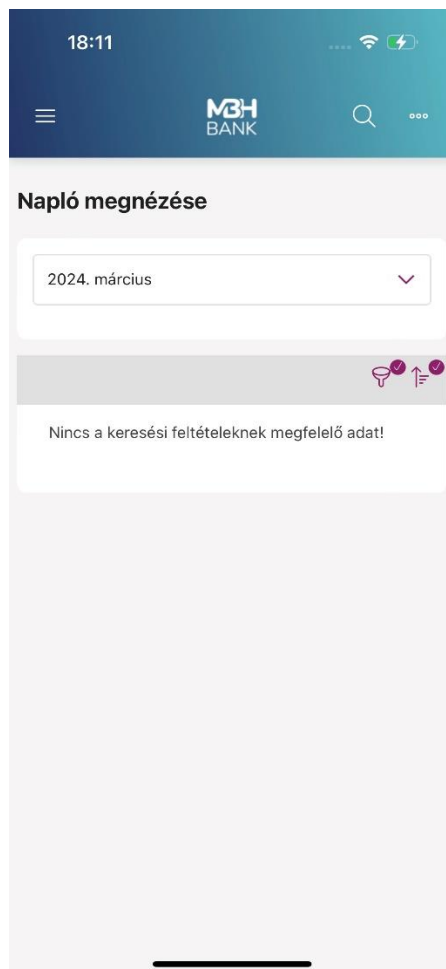 18:11
MBH
BANK
Napló megnézése
2024. március
Nincs a keresési feltételeknek megfelelő adat!